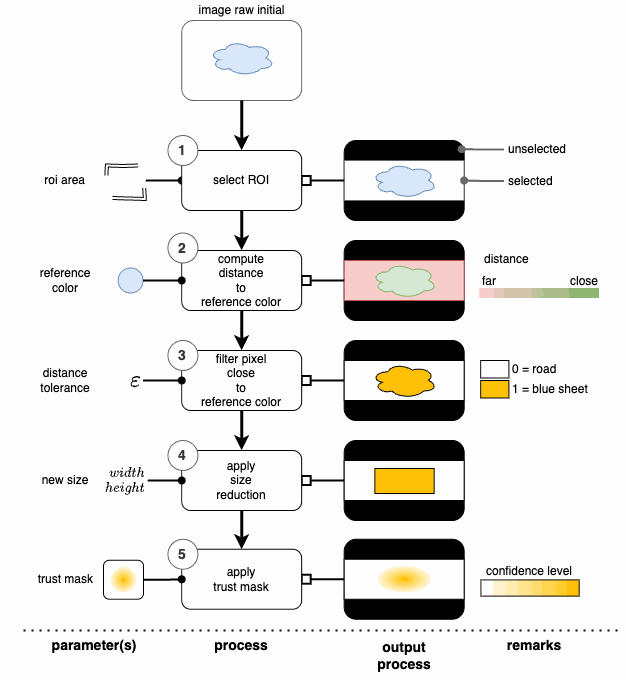 image raw initial
1
roi area
select ROI
unselected
selected
2
reference
color
compute
distance
to
reference color
distance
far close
3
distance
tolerance
ε
filter pixel
close
to
reference color
0 = road
1 = blue sheet
4
new size
width
height
apply
size
reduction
5
trust mask
apply
trust mask
confidence level
parameter(s)
process
output
process
remarks